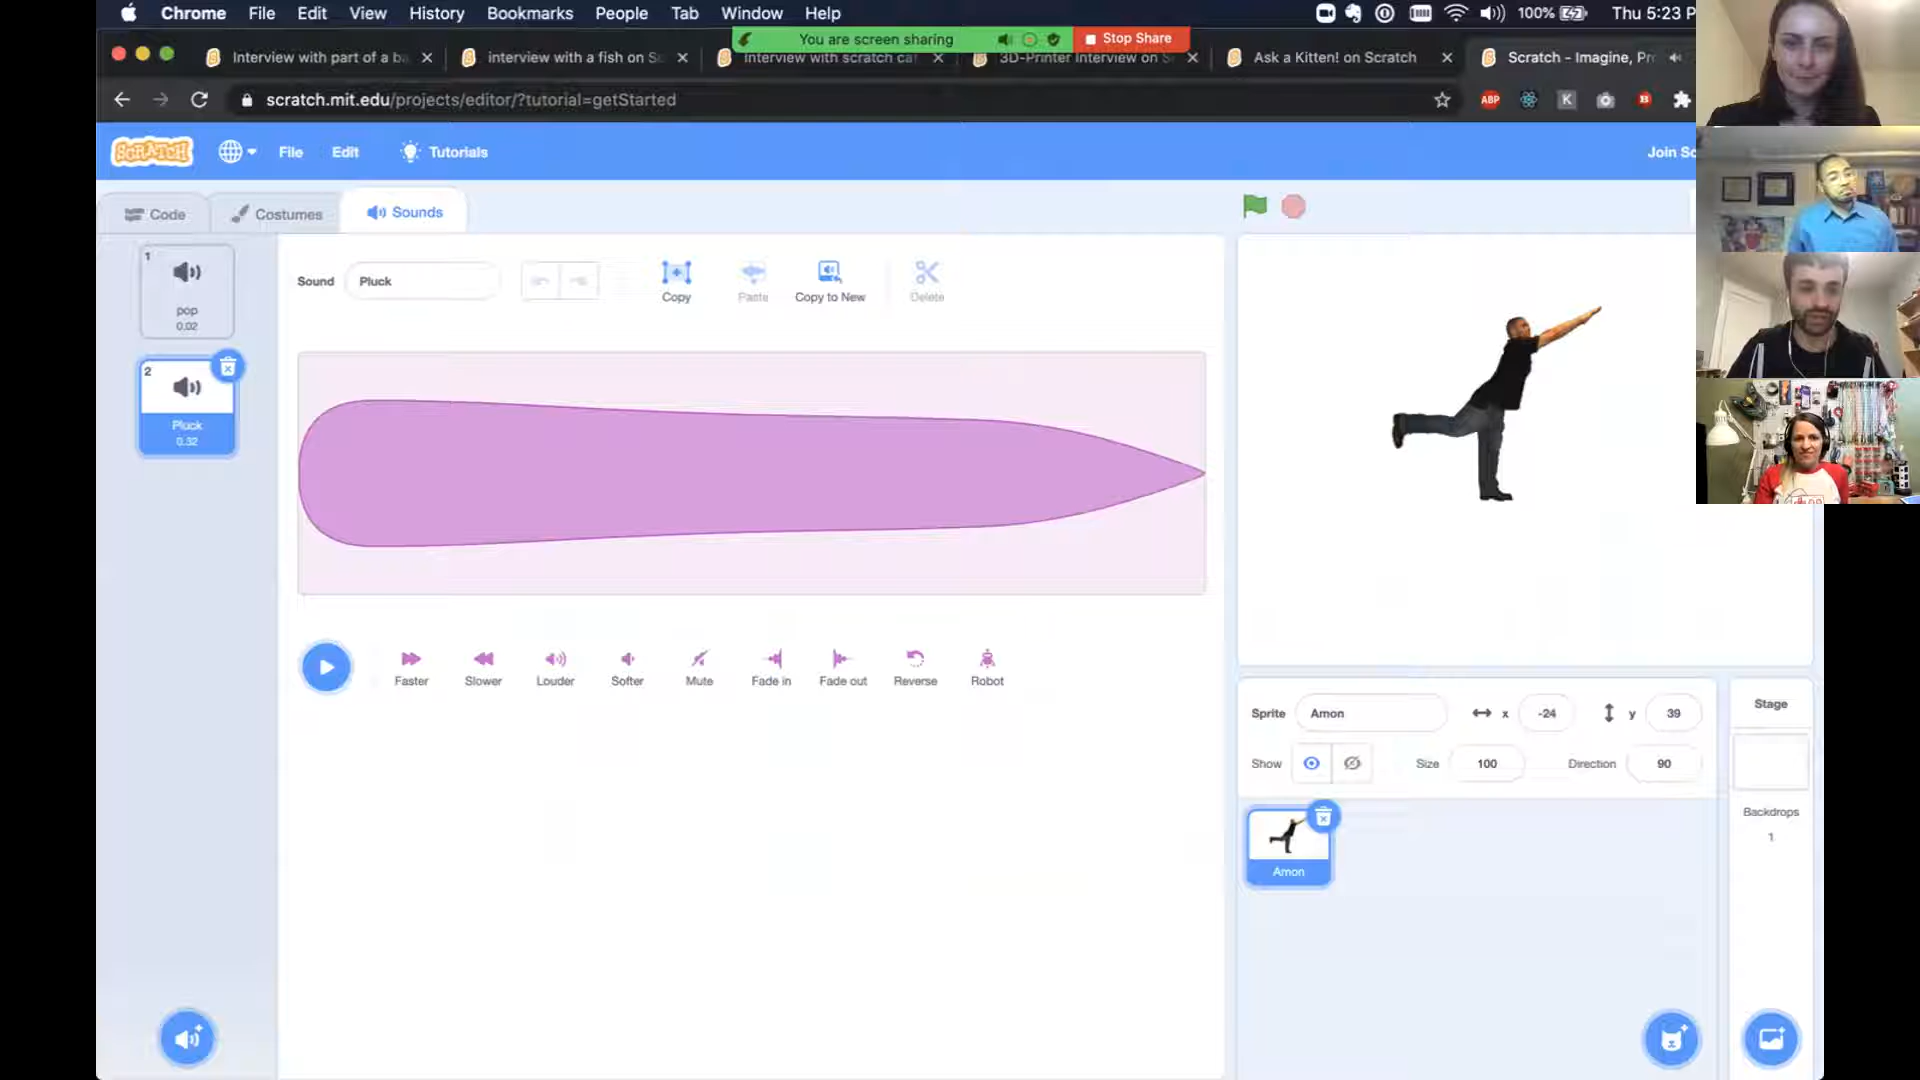 Chrome File Edit View History Bookmarks People Tab Window Help 100% Thu 5:23 P
You are screen sharing Stop Share
Interview with part of a ba interview with a fish on Sc Interview with scratch cat 3D-Printer Interview on S Ask a Kitten! on Scratch Scratch - Imagine, Pr
scratch.mit.edu/projects/editor/?tutorial=getStarted ABP K B
SCRATCH File Edit Tutorials Join Sc
Code Costumes Sounds
1
pop
0.02
2
Pluck
0.32
Sound Pluck Copy Paste Copy to New Delete
Faster Slower Louder Softer Mute Fade in Fade out Reverse Robot
Sprite Amon x -24 y 39
Show Size 100 Direction 90
Amon
Stage
Backdrops
1